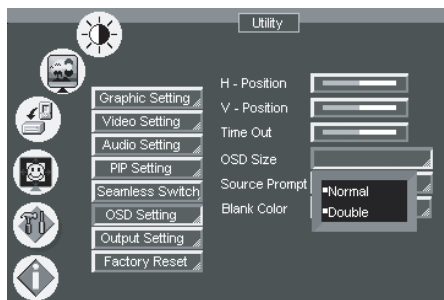 Utility
Graphic Setting
Video Setting
Audio Setting
PIP Setting
Seamless Switch
OSD Setting
Output Setting
Factory Reset
H - Position
V - Position
Time Out
OSD Size
Source Prompt
Blank Color
Normal
Double